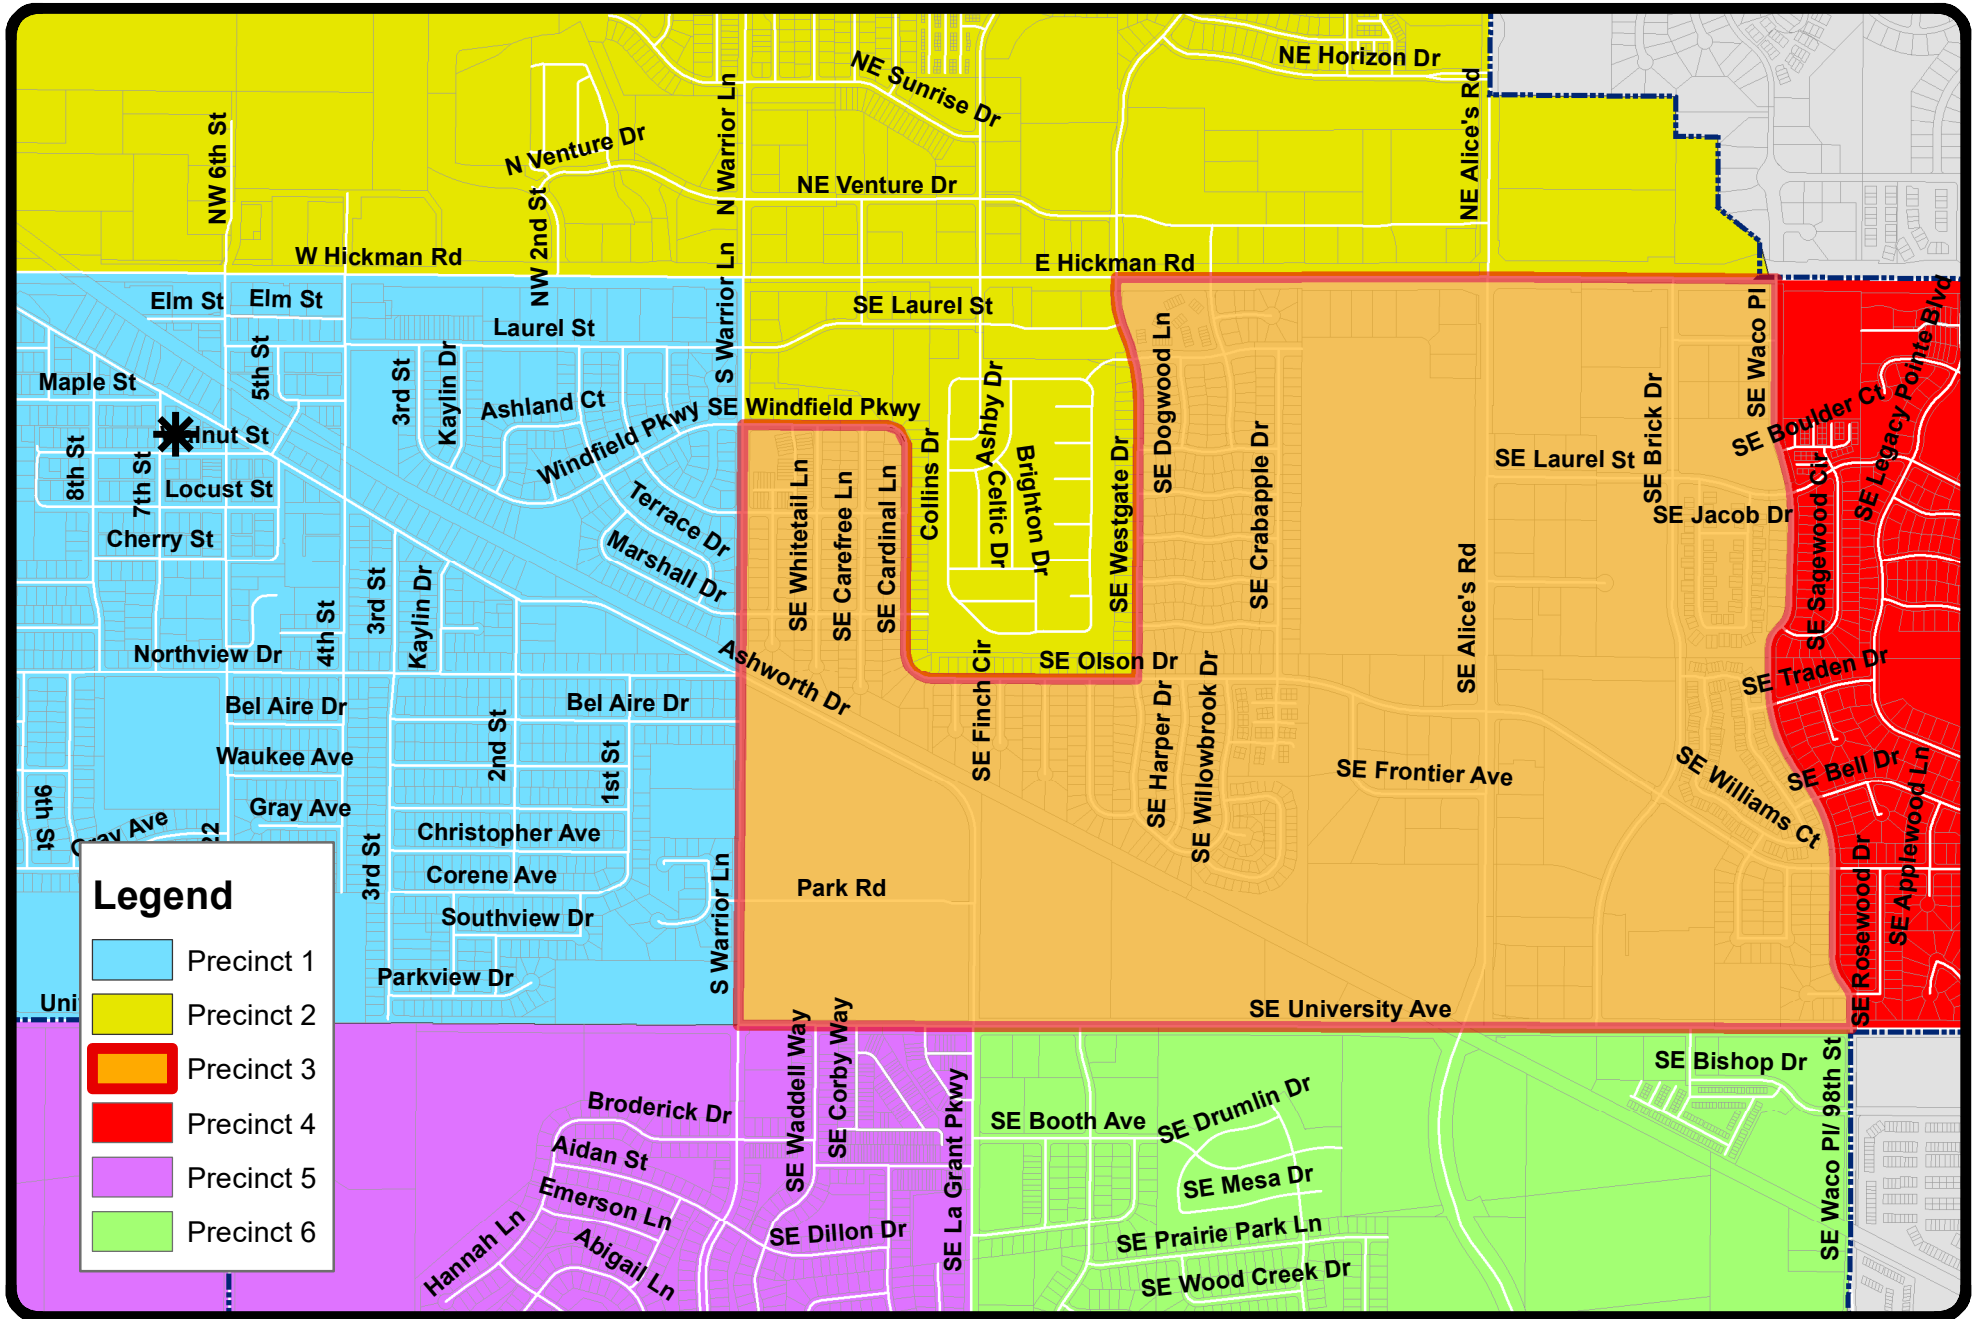 NE Horizon Dr
NE Sunrise Dr
N Warrior Ln
NE Alice's Rd
NW 6th St
N Venture Dr
NE Venture Dr
NW 2nd St
W Hickman Rd
E Hickman Rd
S Warrior Ln
Elm St
Elm St
SE Laurel St
Laurel St
SE Waco Pl
SE Legacy Pointe Blvd
5th St
3rd St
Kaylin Dr
SE Dogwood Ln
Maple St
Ashland Ct
Windfield Pkwy
SE Windfield Pkwy
Ashby Dr
SE Brick Dr
SE Boulder Ct
lnut St
8th St
7th St
Locust St
Cherry St
Terrace Dr
Marshall Dr
SE Whitetail Ln
SE Carefree Ln
SE Cardinal Ln
Collins Dr
Celtic Dr
Brighton Dr
SE Westgate Dr
SE Crabapple Dr
SE Laurel St
SE Jacob Dr
SE Sagewood Cir
SE Alice's Rd
3rd St
Kaylin Dr
4th St
Northview Dr
Ashworth Dr
SE Olson Dr
SE Finch Cir
SE Harper Dr
SE Willowbrook Dr
SE Traden Dr
Bel Aire Dr
Bel Aire Dr
2nd St
1st St
Waukee Ave
SE Frontier Ave
SE Williams Ct
SE Bell Dr
SE Applewood Ln
9th St
Gray Ave
Gray Ave
22
3rd St
Christopher Ave
Corene Ave
Park Rd
Southview Dr
S Warrior Ln
SE Rosewood Dr
Parkview Dr
Uni
SE University Ave
Legend
Precinct 1
Precinct 2
Precinct 3
Precinct 4
Precinct 5
Precinct 6
SE Waddell Way
SE Corby Way
SE La Grant Pkwy
SE Bishop Dr
SE Waco Pl/ 98th St
Broderick Dr
SE Booth Ave
SE Drumlin Dr
Aidan St
SE Mesa Dr
Emerson Ln
SE Dillon Dr
SE Prairie Park Ln
Hannah Ln
Abigail Ln
SE Wood Creek Dr